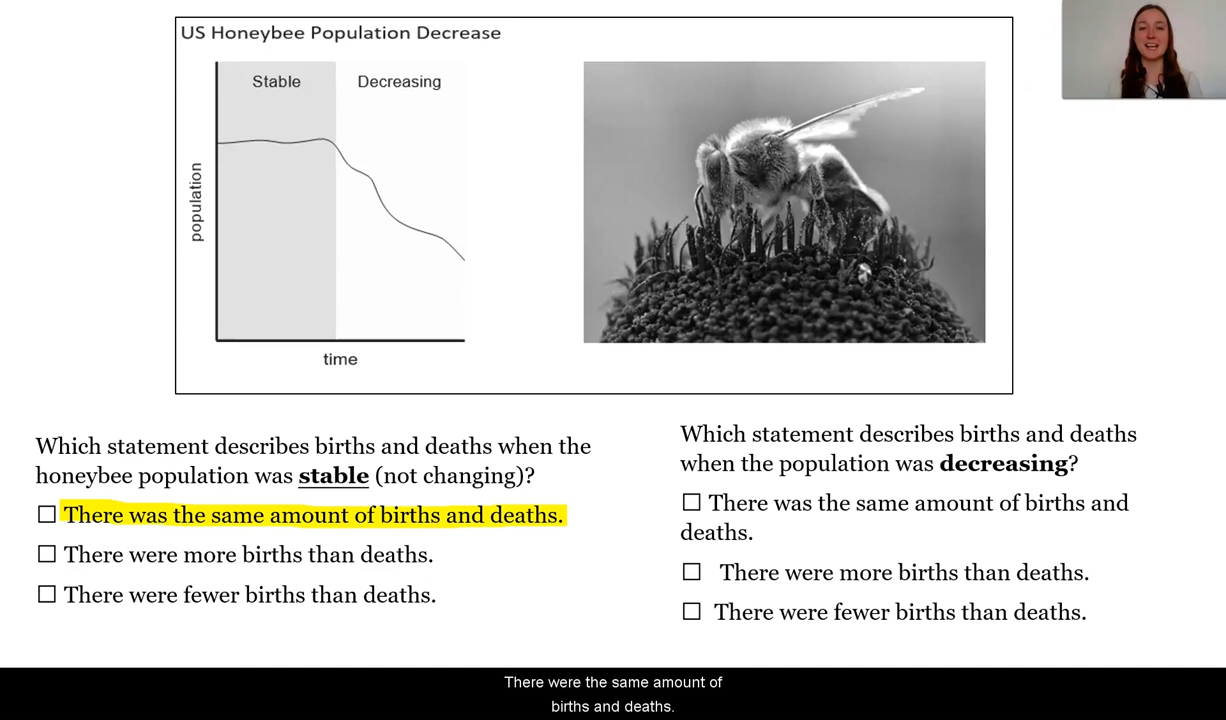 US Honeybee Population Decrease
Stable
Decreasing
population
time
Which statement describes births and deaths when the
honeybee population was stable (not changing)?
☐ There was the same amount of births and deaths.
☐ There were more births than deaths.
☐ There were fewer births than deaths.
Which statement describes births and deaths
when the population was decreasing?
☐ There was the same amount of births and
deaths.
☐ There were more births than deaths.
☐ There were fewer births than deaths.
There were the same amount of
births and deaths.